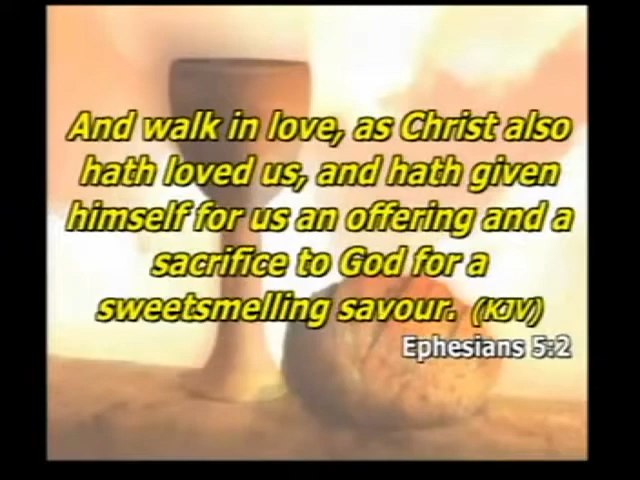 And walk in love, as Christ also
hath loved us, and hath given
himself for us an offering and a
sacrifice to God for a
sweetsmelling savour. (KJV)
Ephesians 5:2